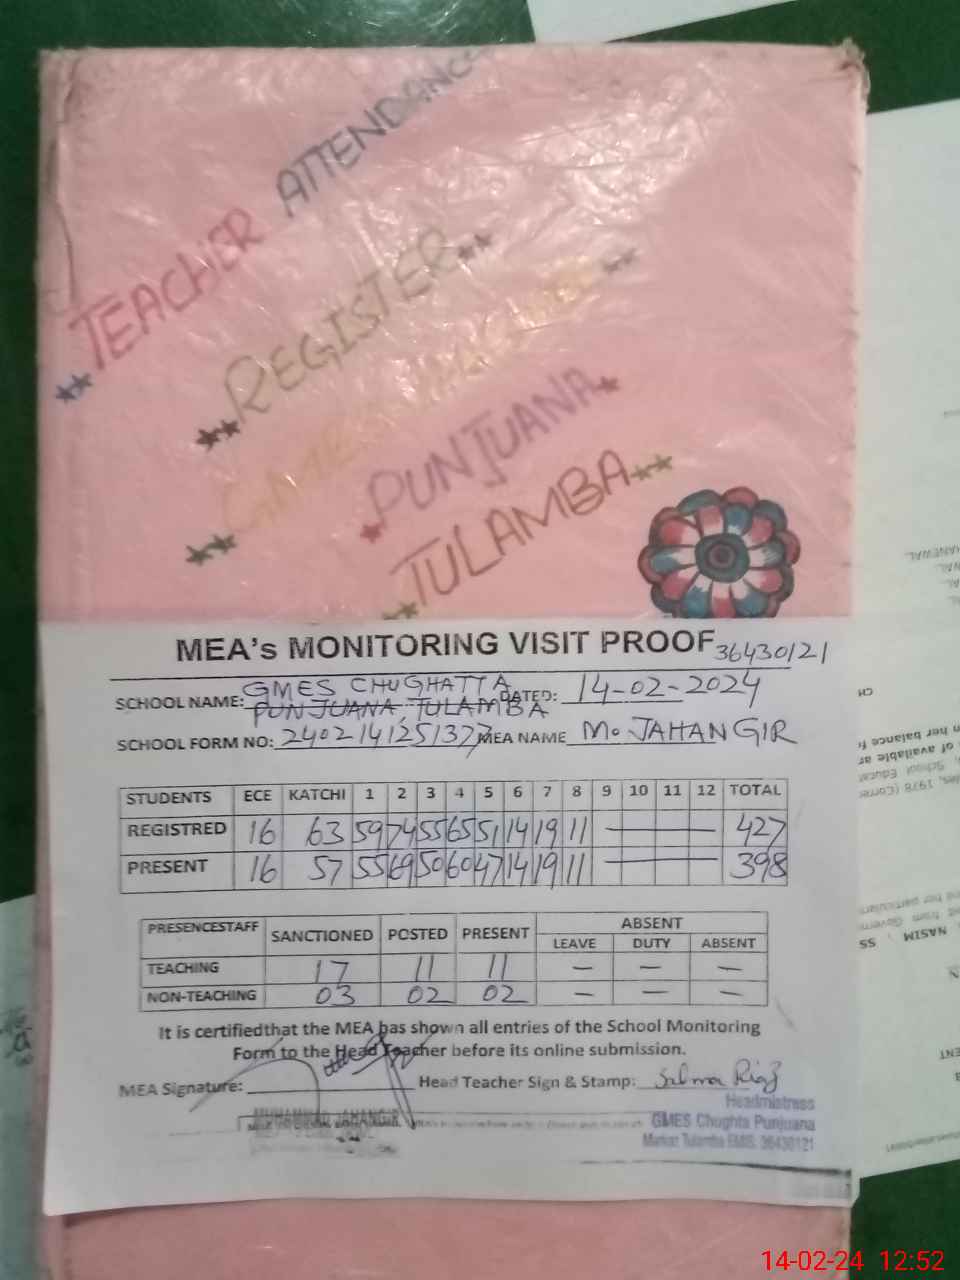 TEACHER ATTENDANCE
REGISTER
PUNJUANA
TULAMBA
MEA's MONITORING VISIT PROOF 36430121
SCHOOL NAME: GMES CHUGHATTA DATED: 14-02-2024
PUNJUANA, TULAMBA
SCHOOL FORM NO: 2402141251377 MEA NAME M. JAHANGIR
STUDENTS ECE KATCHI 1 2 3 4 5 6 7 8 9 10 11 12 TOTAL
REGISTRED 16 63 59 74 55 65 51 14 19 11 427
PRESENT 16 57 55 69 50 60 47 14 19 11 398
PRESENCESTAFF SANCTIONED POSTED PRESENT ABSENT
LEAVE DUTY ABSENT
TEACHING 17 11 11 — — —
NON-TEACHING 03 02 02 — — —
It is certifiedthat the MEA has shown all entries of the School Monitoring
Form to the Head Teacher before its online submission.
MEA Signature: Head Teacher Sign & Stamp: Salma Riaz
Headmistress
MUHAMMAD JAHANGIR
GMES Chughta Punjuana
Markaz Tulamba EMIS. 36430121
14-02-24 12:52